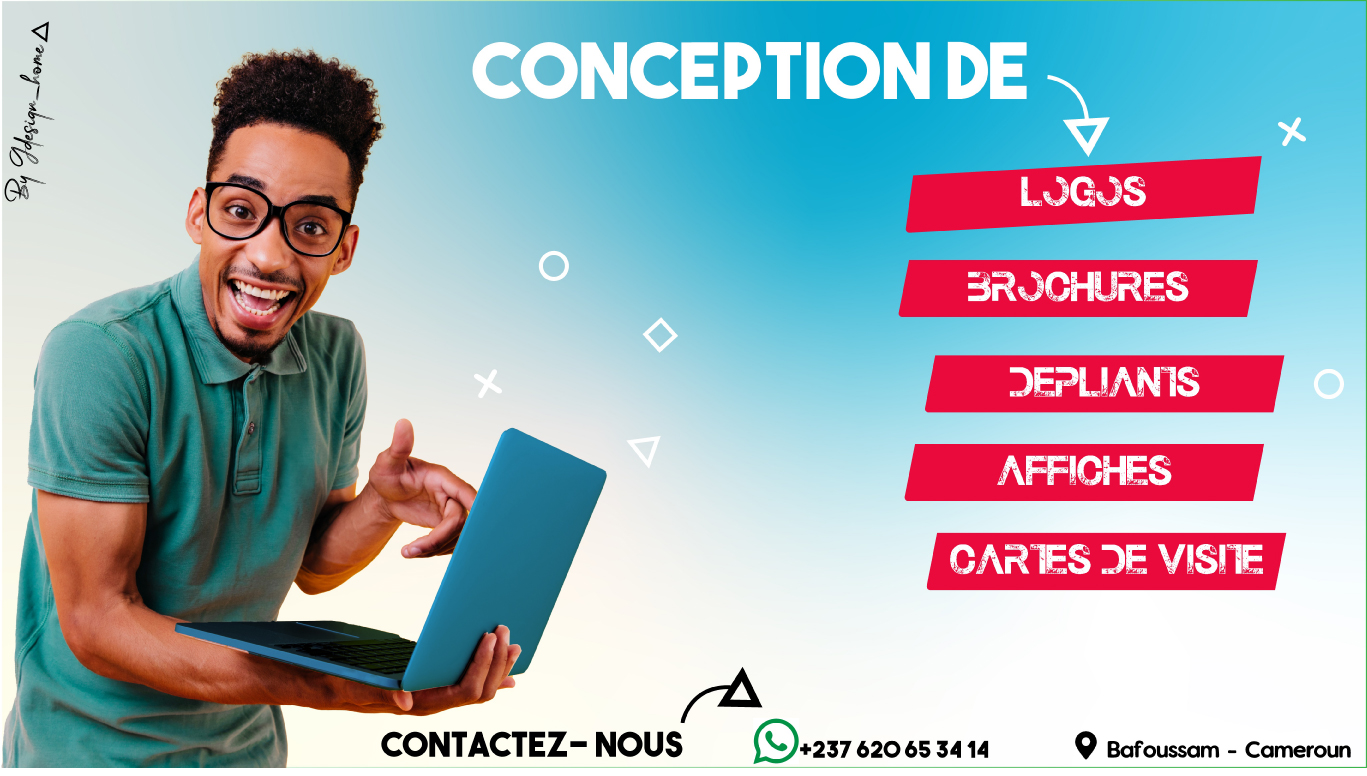 By Gdesign_home
CONCEPTION DE
LOGOS
BROCHURES
DEPLIANTS
AFFICHES
CARTES DE VISITE
CONTACTEZ- NOUS
+237 620 65 34 14
Bafoussam - Cameroun